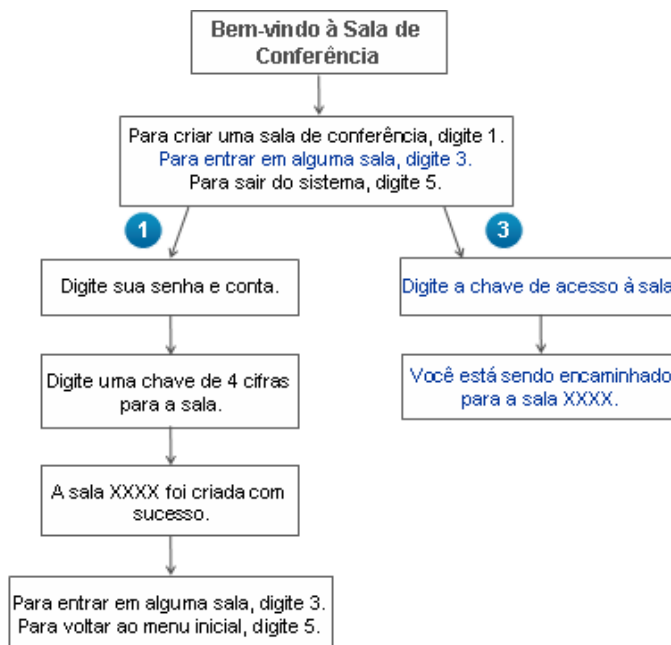 Bem-vindo à Sala de
Conferência
Para criar uma sala de conferência, digite 1.
Para entrar em alguma sala, digite 3.
Para sair do sistema, digite 5.
1
3
Digite sua senha e conta.
Digite a chave de acesso à sala
Digite uma chave de 4 cifras
para a sala.
Você está sendo encaminhado
para a sala XXXX.
A sala XXXX foi criada com
sucesso.
Para entrar em alguma sala, digite 3.
Para voltar ao menu inicial, digite 5.